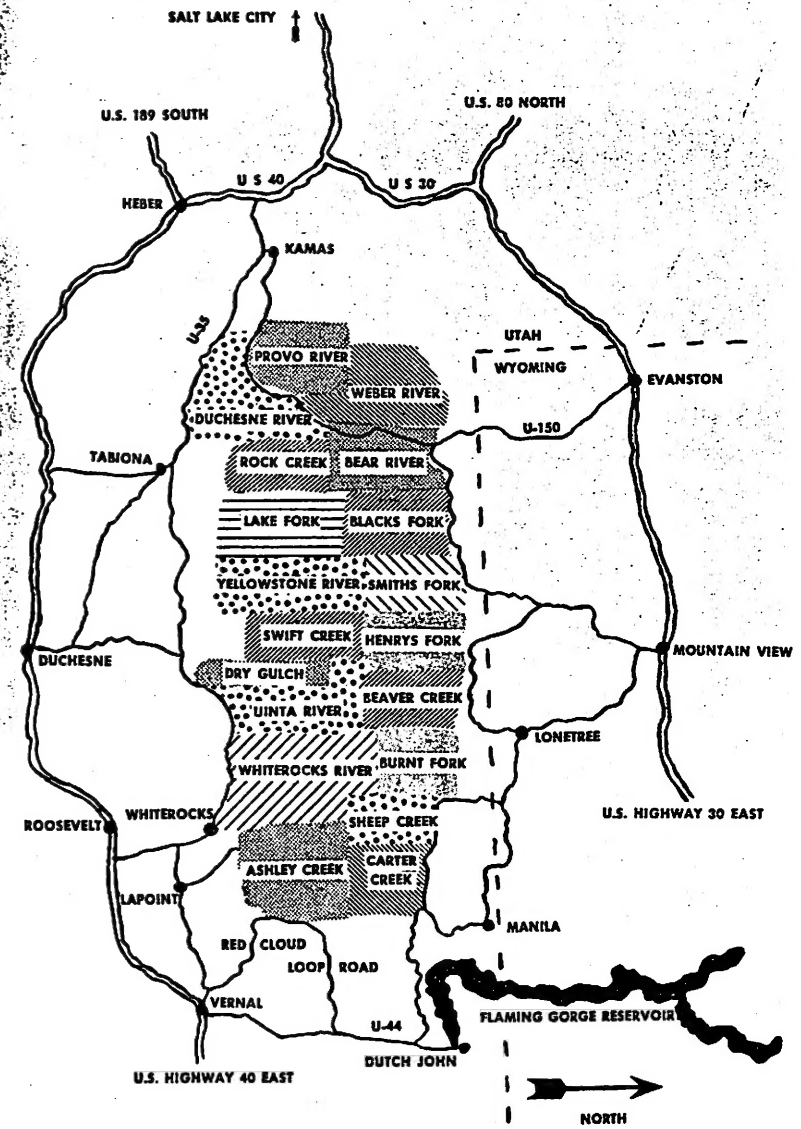 SALT LAKE CITY
U.S. 189 SOUTH
U.S. 80 NORTH
U S 40
U S 30
HEBER
KAMAS
U-35
UTAH
PROVO RIVER
WYOMING
EVANSTON
WEBER RIVER
DUCHESNE RIVER
U-150
TABIONA
ROCK CREEK
BEAR RIVER
LAKE FORK
BLACKS FORK
YELLOWSTONE RIVER
SMITHS FORK
SWIFT CREEK
HENRYS FORK
DUCHESNE
MOUNTAIN VIEW
DRY GULCH
BEAVER CREEK
UINTA RIVER
LONETREE
WHITEROCKS RIVER
BURNT FORK
ROOSEVELT
WHITEROCKS
SHEEP CREEK
U.S. HIGHWAY 30 EAST
ASHLEY CREEK
CARTER
CREEK
LAPOINT
MANILA
RED CLOUD
LOOP ROAD
VERNAL
U-44
FLAMING GORGE RESERVOIR
DUTCH JOHN
U.S. HIGHWAY 40 EAST
NORTH